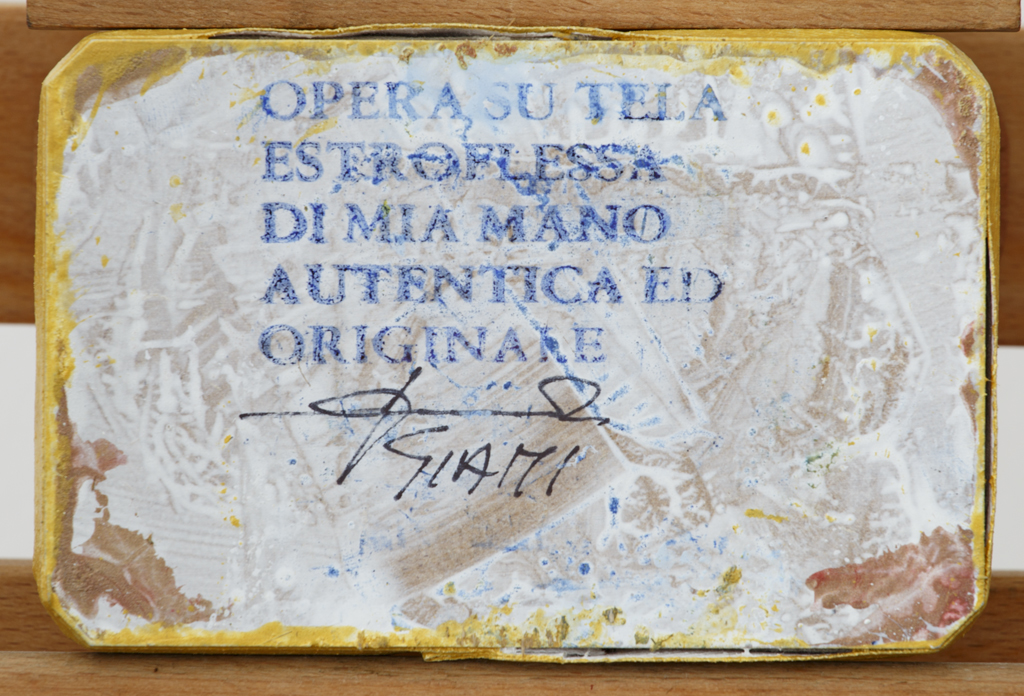 OPERA SU TELA
ESTROFLESSA
DI MIA MANO
AUTENTICA ED
ORIGINALE